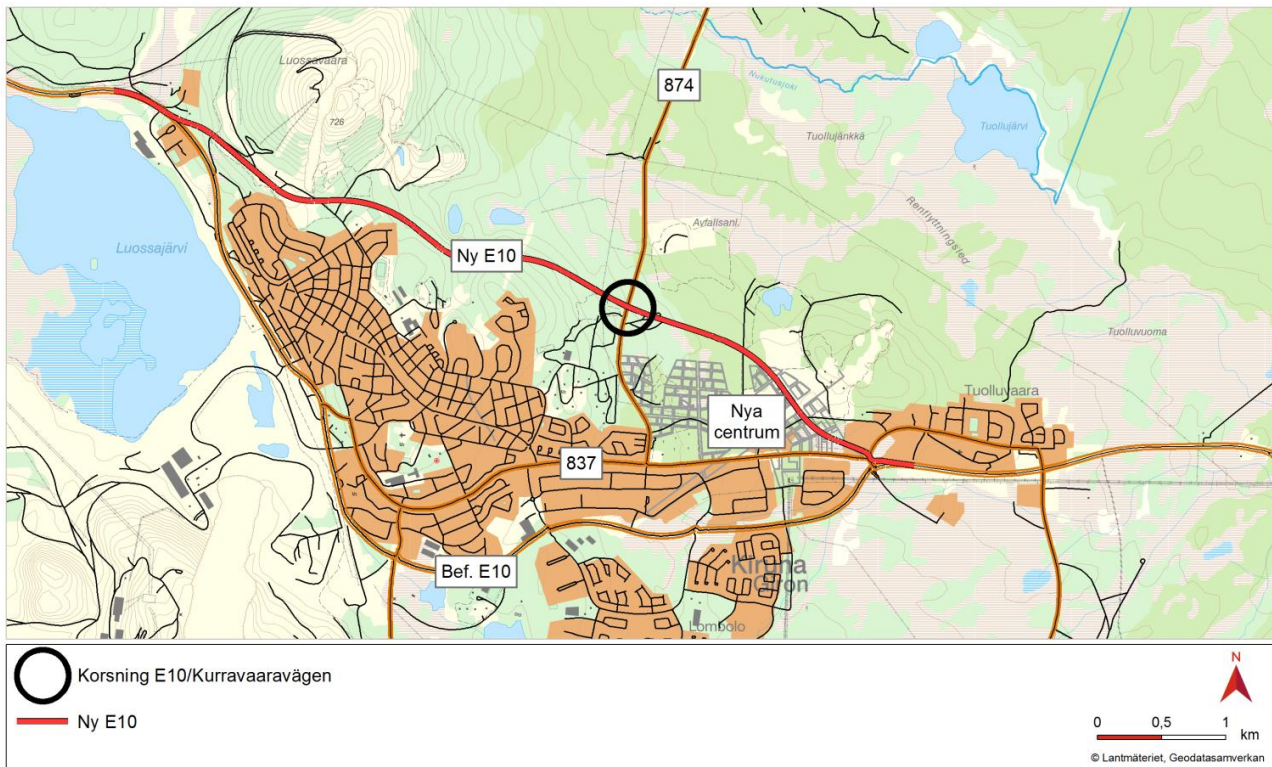 Luossavaara
726
874
Nukutusjoki
Tuollujärvi
Tuollujänkkä
Luossajärvi
Ny E10
Avfallsanl.
Renflyttningsled
Tuolluvuoma
Tuolluvaara
Nya
centrum
837
Bef. E10
Kiruna
Giron
Lombolo
Korsning E10/Kurravaaravägen
Ny E10
N
0 0,5 1
km
© Lantmäteriet, Geodatasamverkan